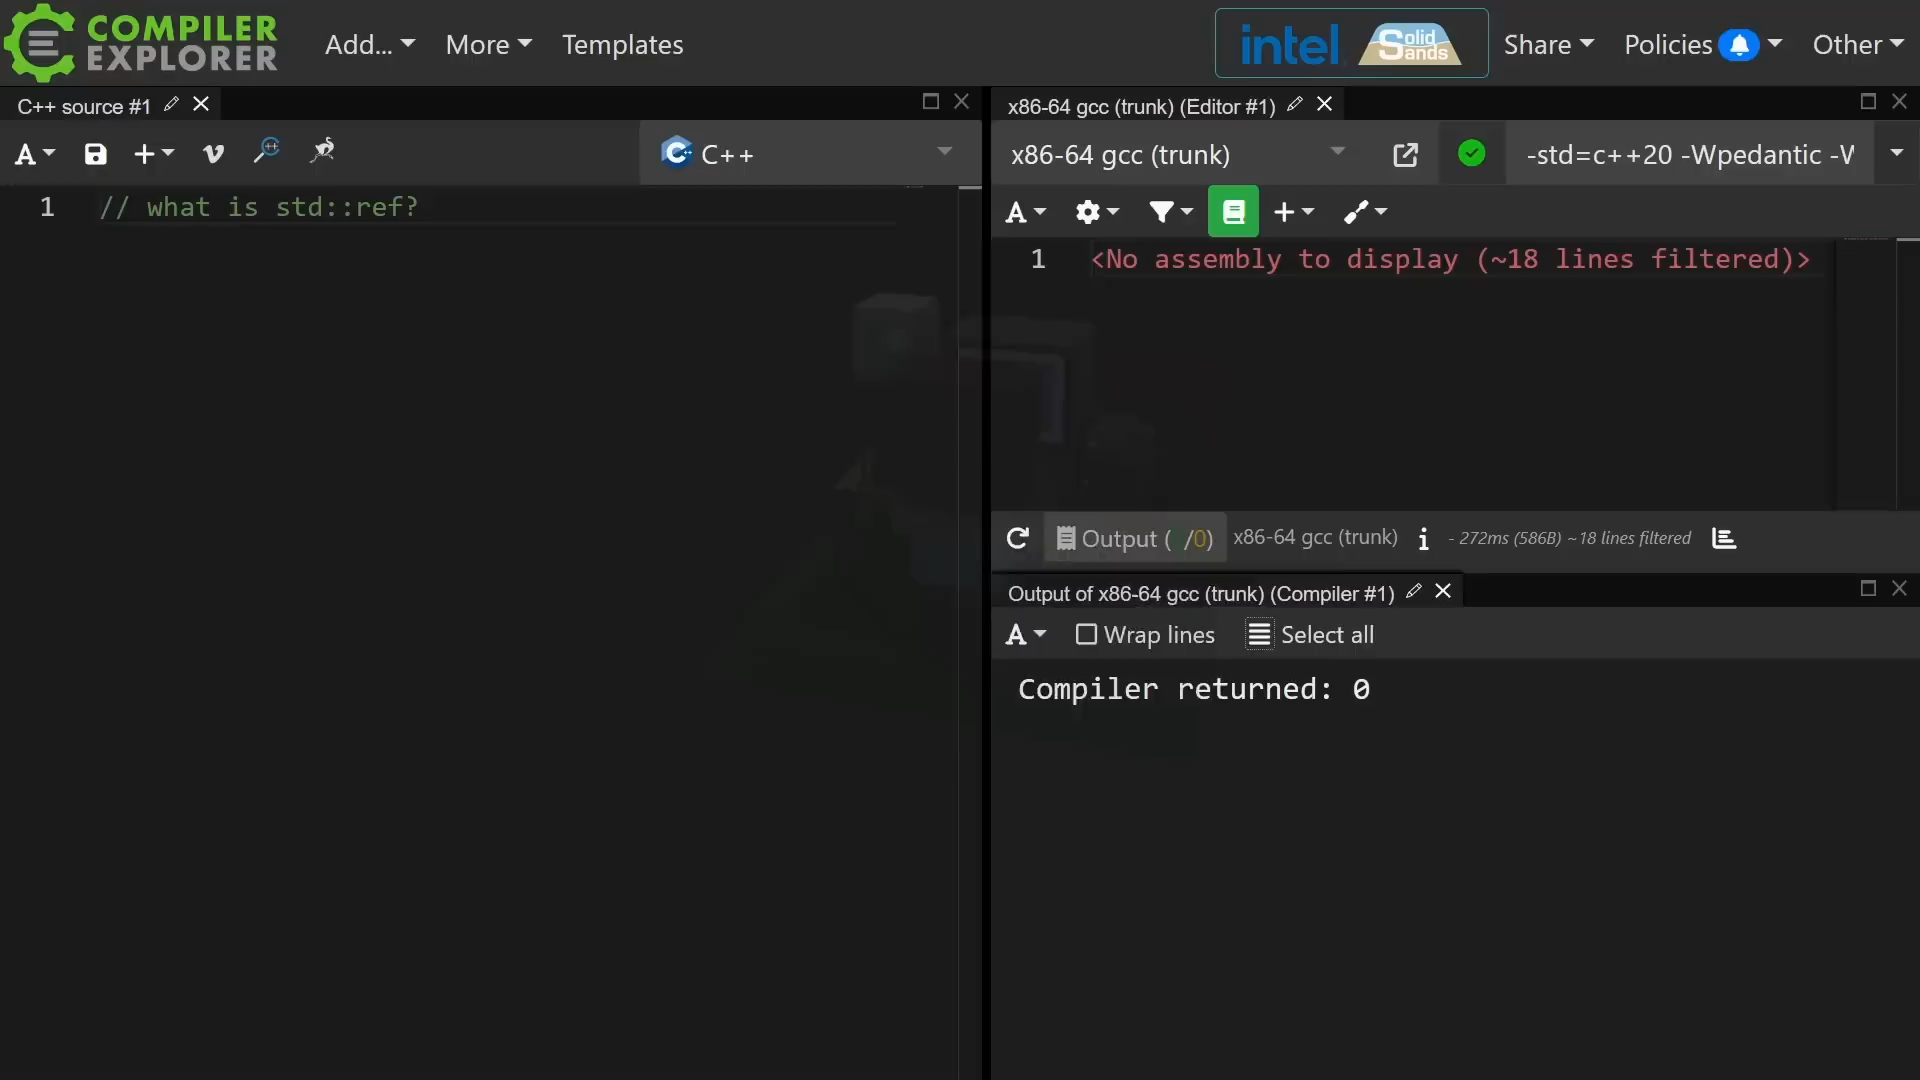 COMPILER EXPLORER
Add... More Templates
intel Solid Sands
Share Policies Other
C++ source #1
A
C++
1 // what is std::ref?
x86-64 gcc (trunk) (Editor #1)
x86-64 gcc (trunk)
-std=c++20 -Wpedantic -W
A
1 <No assembly to display (~18 lines filtered)>
Output ( /0) x86-64 gcc (trunk) i - 272ms (586B) ~18 lines filtered
Output of x86-64 gcc (trunk) (Compiler #1)
A Wrap lines Select all
Compiler returned: 0